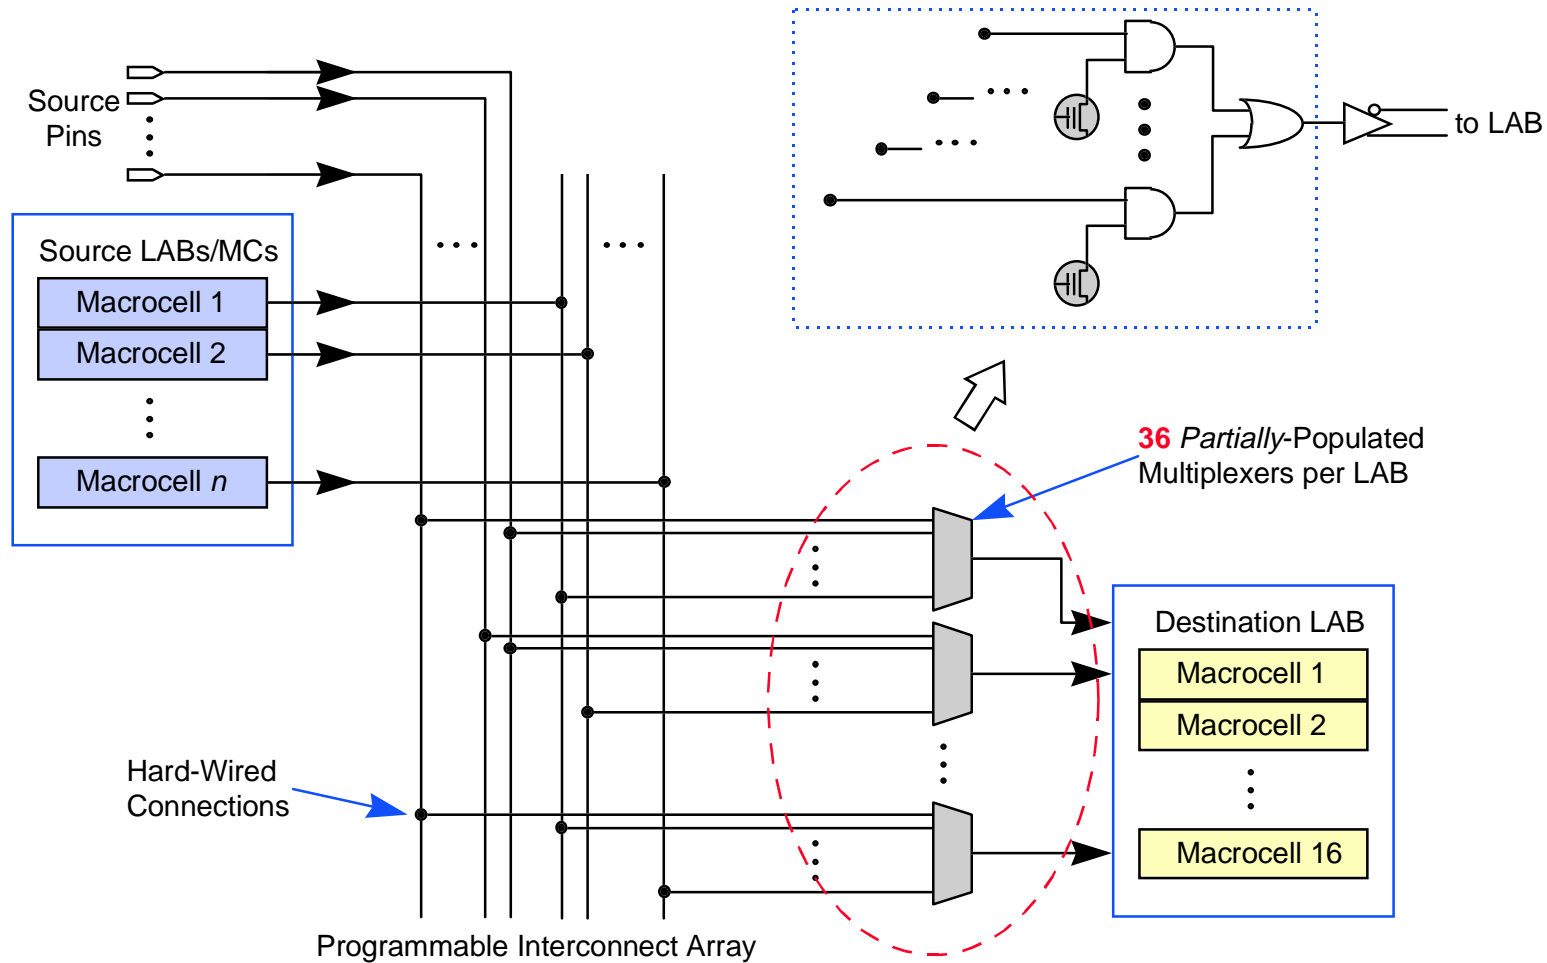 Source
Pins
to LAB
Source LABs/MCs
Macrocell 1
Macrocell 2
Macrocell n
36 Partially-Populated
Multiplexers per LAB
Destination LAB
Macrocell 1
Macrocell 2
Macrocell 16
Hard-Wired
Connections
Programmable Interconnect Array